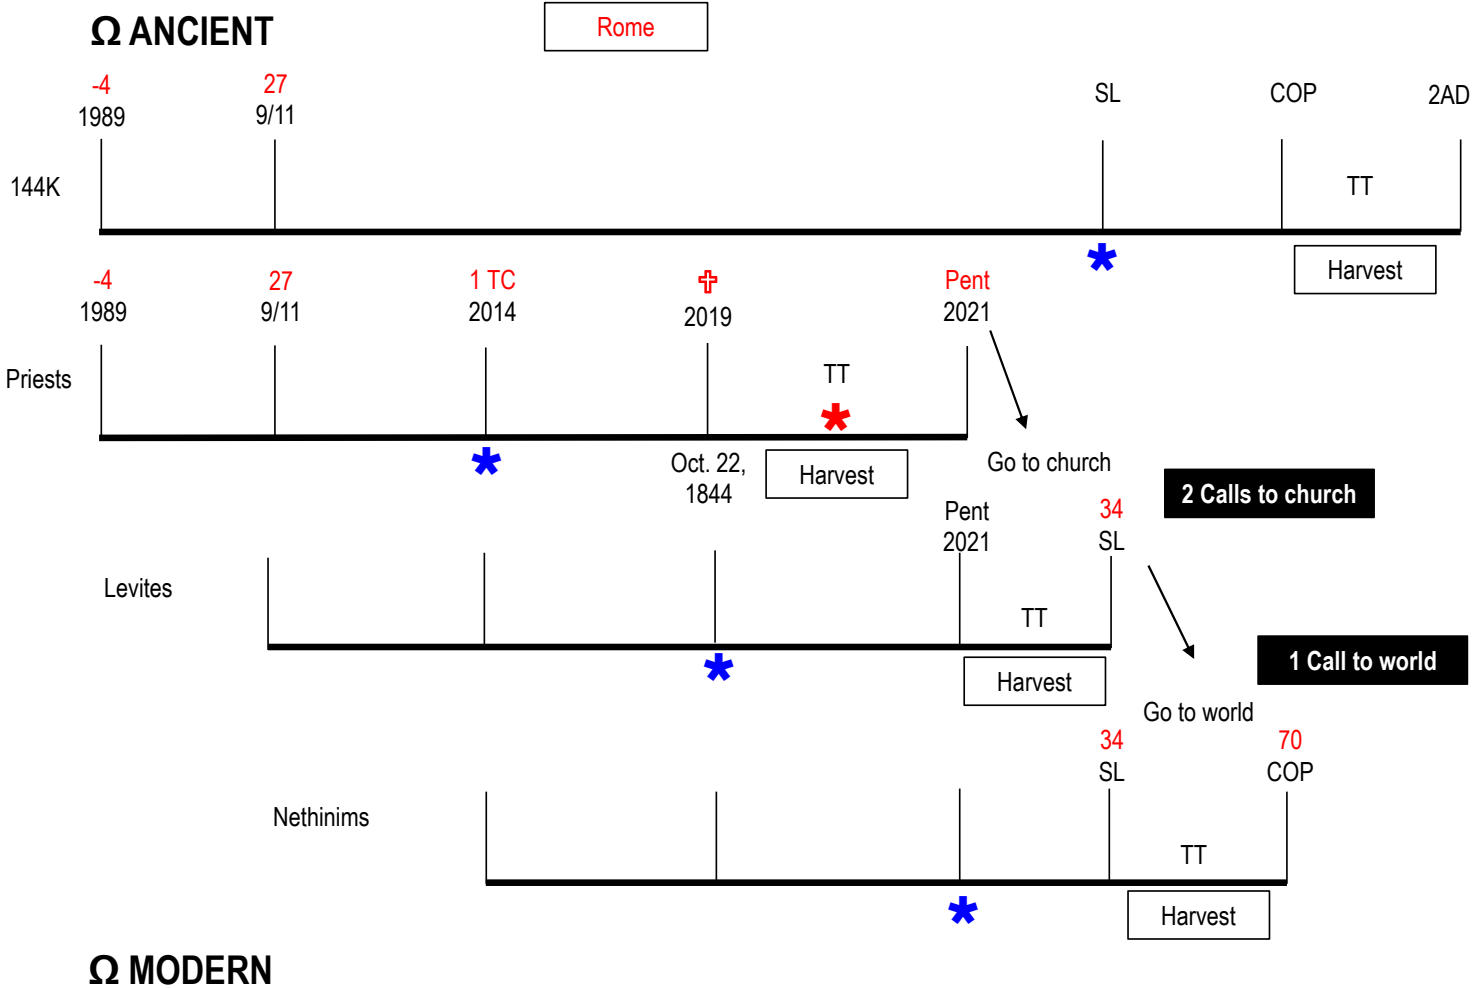 Ω ANCIENT
Rome
-4
1989
27
9/11
SL
COP
2AD
144K
TT
Harvest
-4
1989
27
9/11
1 TC
2014
2019
Pent
2021
Priests
TT
Oct. 22,
1844
Harvest
Go to church
2 Calls to church
Pent
2021
34
SL
Levites
TT
Harvest
1 Call to world
Go to world
34
SL
70
COP
Nethinims
TT
Harvest
Ω MODERN